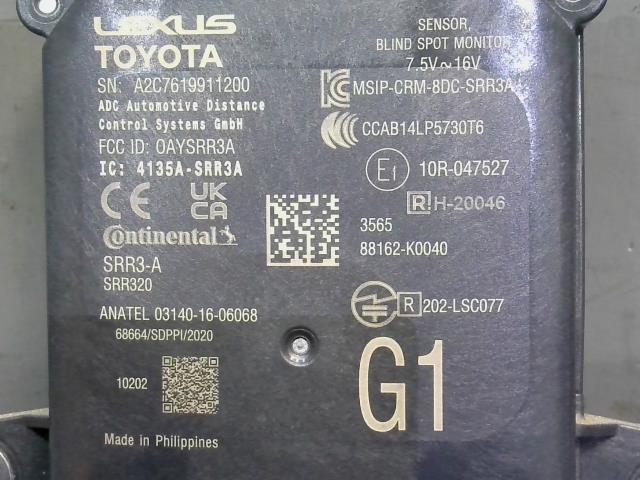 LEXUS
TOYOTA
SN: A2C7619911200
ADC Automotive Distance
Control Systems GmbH
FCC ID: OAYSRR3A
IC: 4135A-SRR3A
CE UK CA
Continental
SRR3-A
SRR320
ANATEL 03140-16-06068
68664/SDPPI/2020
10202
Made in Philippines
SENSOR,
BLIND SPOT MONITOR
7.5V~16V
MSIP-CRM-8DC-SRR3A
CCAB14LP5730T6
E1 10R-047527
R H-20046
3565
88162-K0040
R 202-LSC077
G1